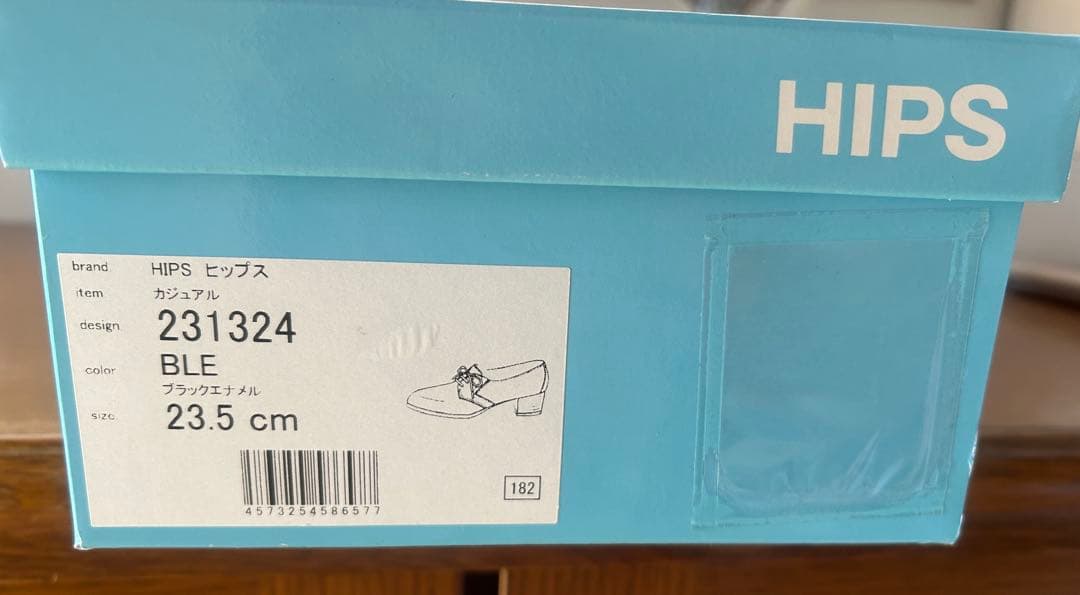 HIPS
brand HIPS ヒップス
item カジュアル
design 231324
color BLE
ブラックエナメル
size 23.5 cm
4573254586577
182